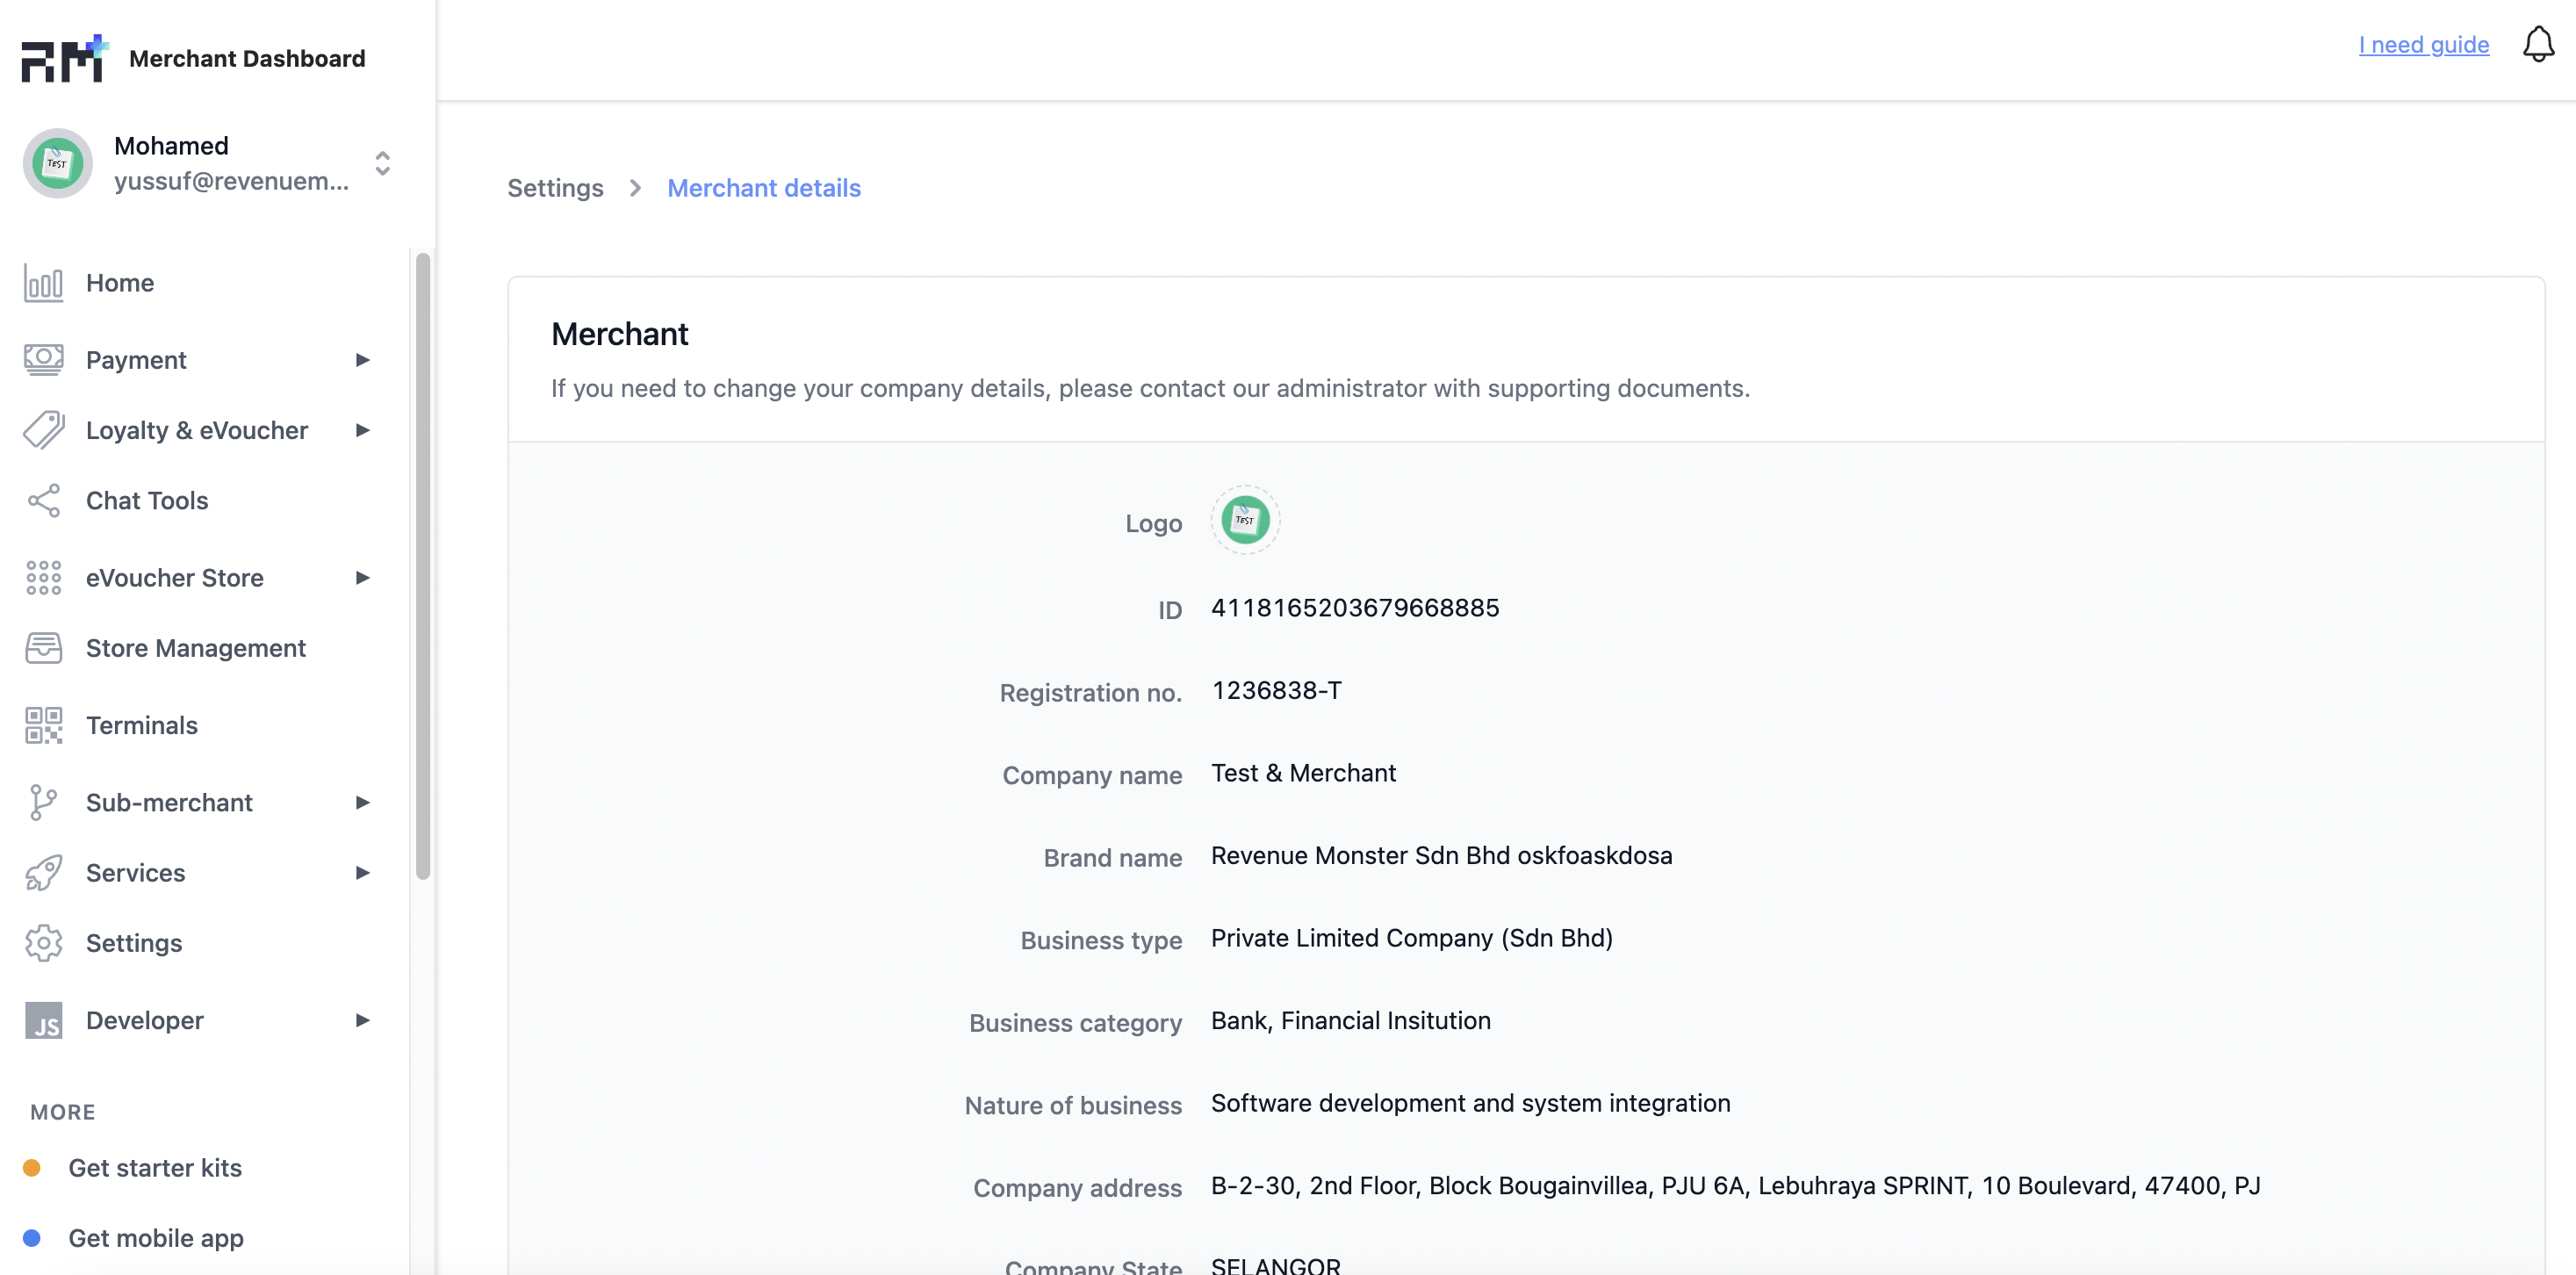 RM Merchant Dashboard
I need guide
Mohamed
yussuf@revenuem...
Settings > Merchant details
Home
Payment
Loyalty & eVoucher
Chat Tools
eVoucher Store
Store Management
Terminals
Sub-merchant
Services
Settings
JS Developer
MORE
Get starter kits
Get mobile app
Merchant
If you need to change your company details, please contact our administrator with supporting documents.
Logo TEST
ID 4118165203679668885
Registration no. 1236838-T
Company name Test & Merchant
Brand name Revenue Monster Sdn Bhd oskfoaskdosa
Business type Private Limited Company (Sdn Bhd)
Business category Bank, Financial Insitution
Nature of business Software development and system integration
Company address B-2-30, 2nd Floor, Block Bougainvillea, PJU 6A, Lebuhraya SPRINT, 10 Boulevard, 47400, PJ
Company State SELANGOR